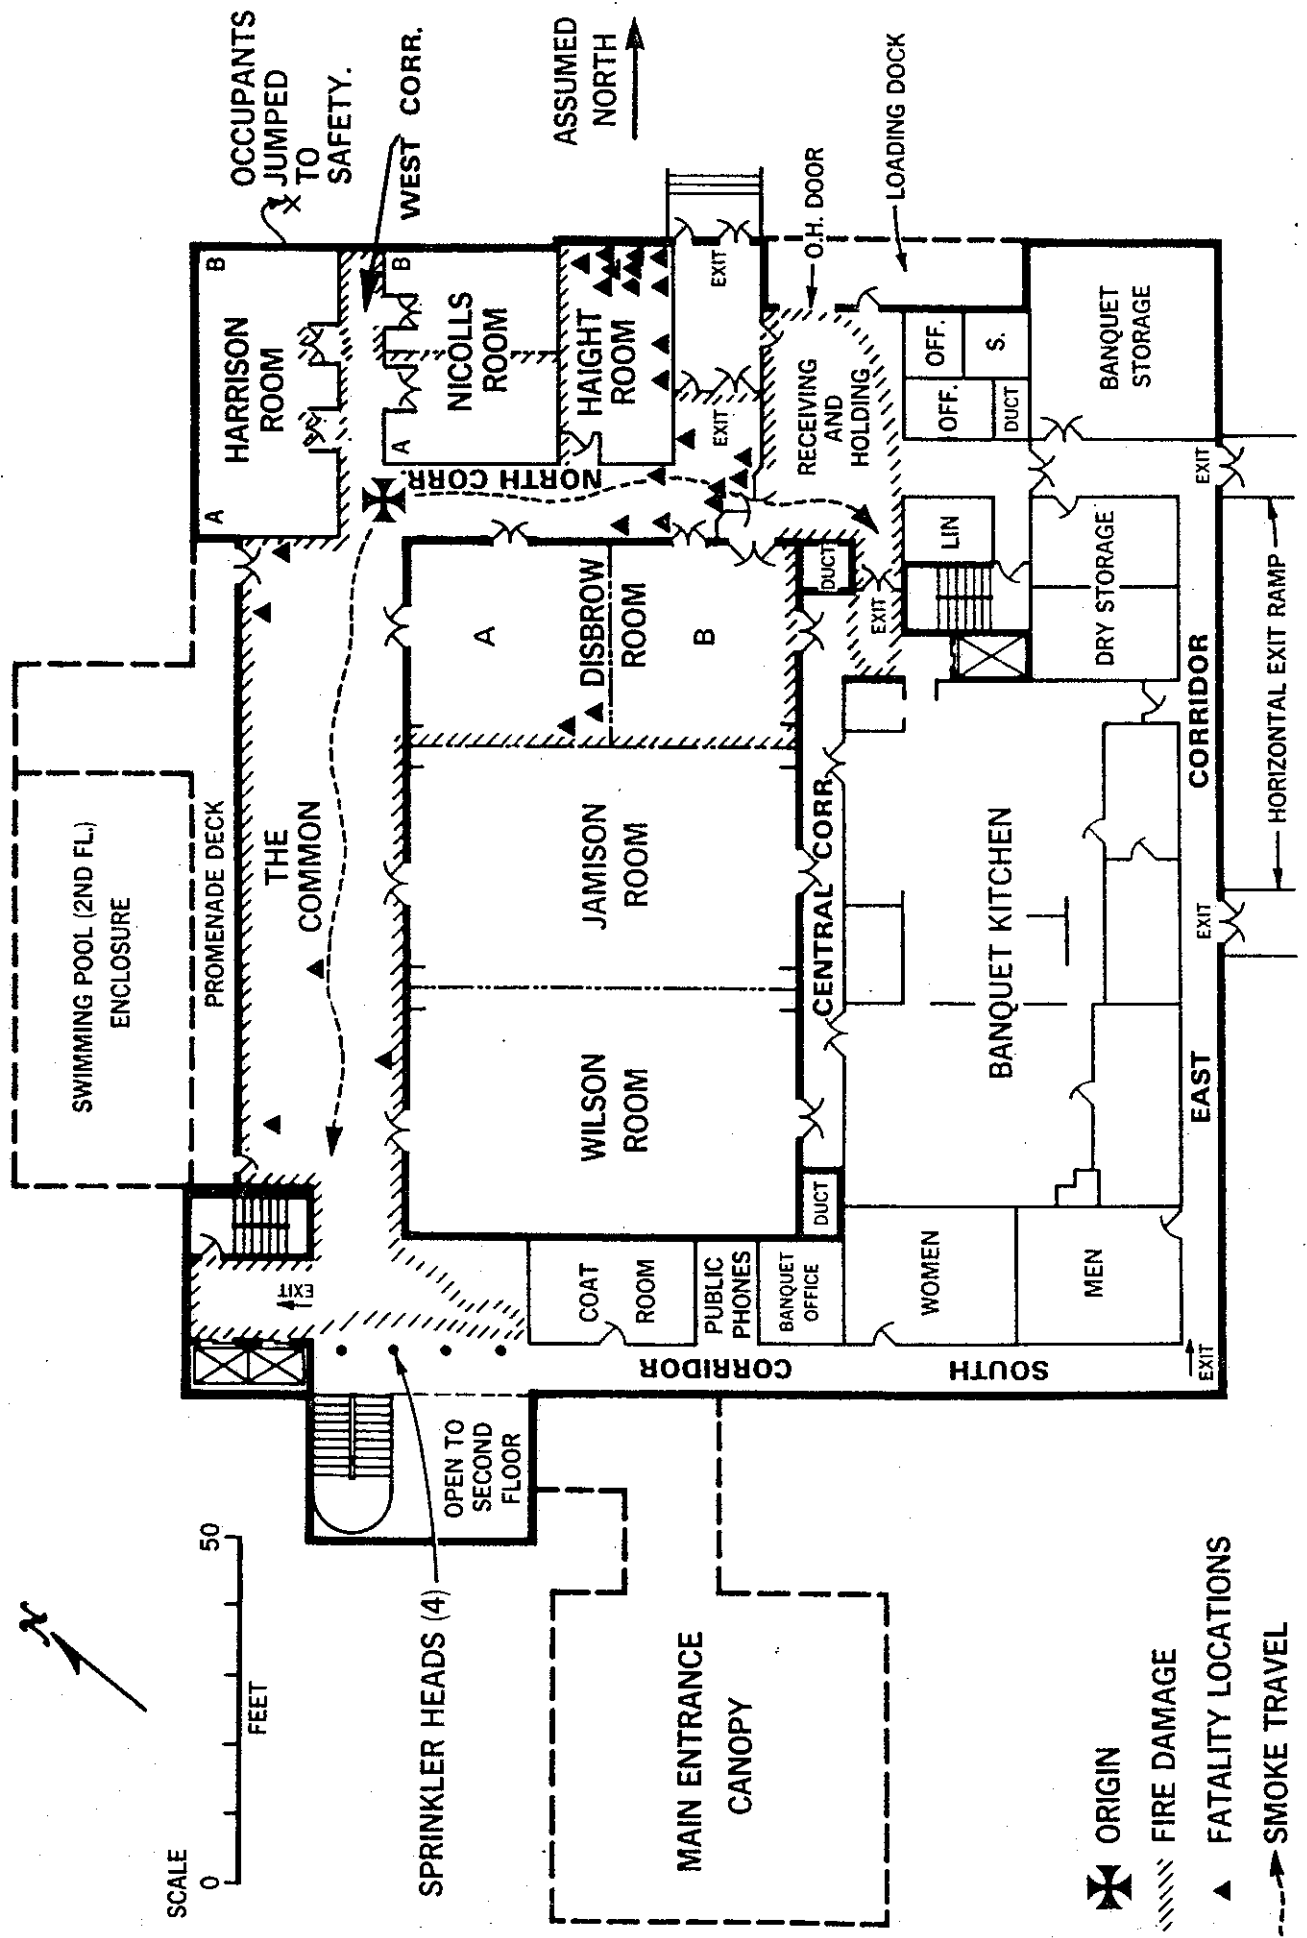 OCCUPANTS
JUMPED
TO
SAFETY.
WEST CORR.
ASSUMED
NORTH
LOADING DOCK
O.H. DOOR
HARRISON
ROOM
A
B
NICOLLS
ROOM
A
B
HAIGHT
ROOM
EXIT
EXIT
NORTH CORR.
RECEIVING
AND
HOLDING
OFF.
S.
OFF.
DUCT
BANQUET
STORAGE
EXIT
HORIZONTAL EXIT RAMP
LIN
DRY STORAGE
DUCT
EXIT
A
DISBROW
ROOM
B
SWIMMING POOL (2ND FL.)
ENCLOSURE
PROMENADE DECK
THE
COMMON
JAMISON
ROOM
WILSON
ROOM
CENTRAL CORR.
BANQUET KITCHEN
EAST CORRIDOR
EXIT
DUCT
EXIT
COAT
ROOM
PUBLIC
PHONES
BANQUET
OFFICE
WOMEN
MEN
SOUTH CORRIDOR
EXIT
OPEN TO
SECOND
FLOOR
SPRINKLER HEADS (4)
MAIN ENTRANCE
CANOPY
N
SCALE
0
50
FEET
ORIGIN
FIRE DAMAGE
FATALITY LOCATIONS
SMOKE TRAVEL